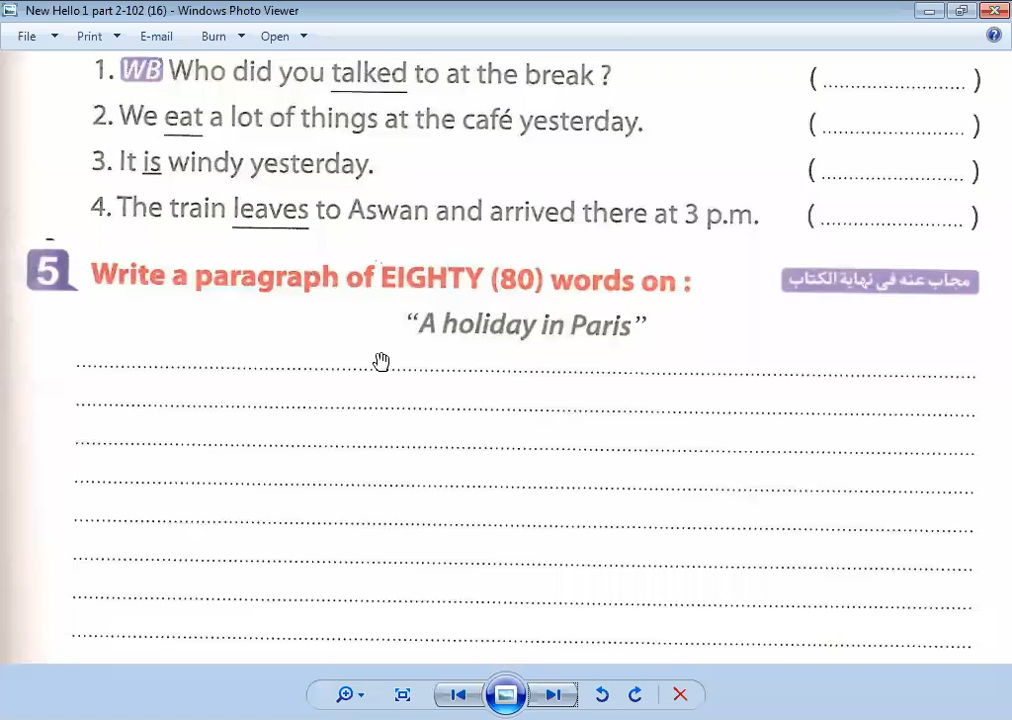 New Hello 1 part 2-102 (16) - Windows Photo Viewer
File Print E-mail Burn Open
1. WB Who did you talked to at the break ? (........................)
2. We eat a lot of things at the café yesterday. (........................)
3. It is windy yesterday. (........................)
4. The train leaves to Aswan and arrived there at 3 p.m. (........................)
5 Write a paragraph of EIGHTY (80) words on : مجاب عنه فى نهاية الكتاب
“A holiday in Paris”